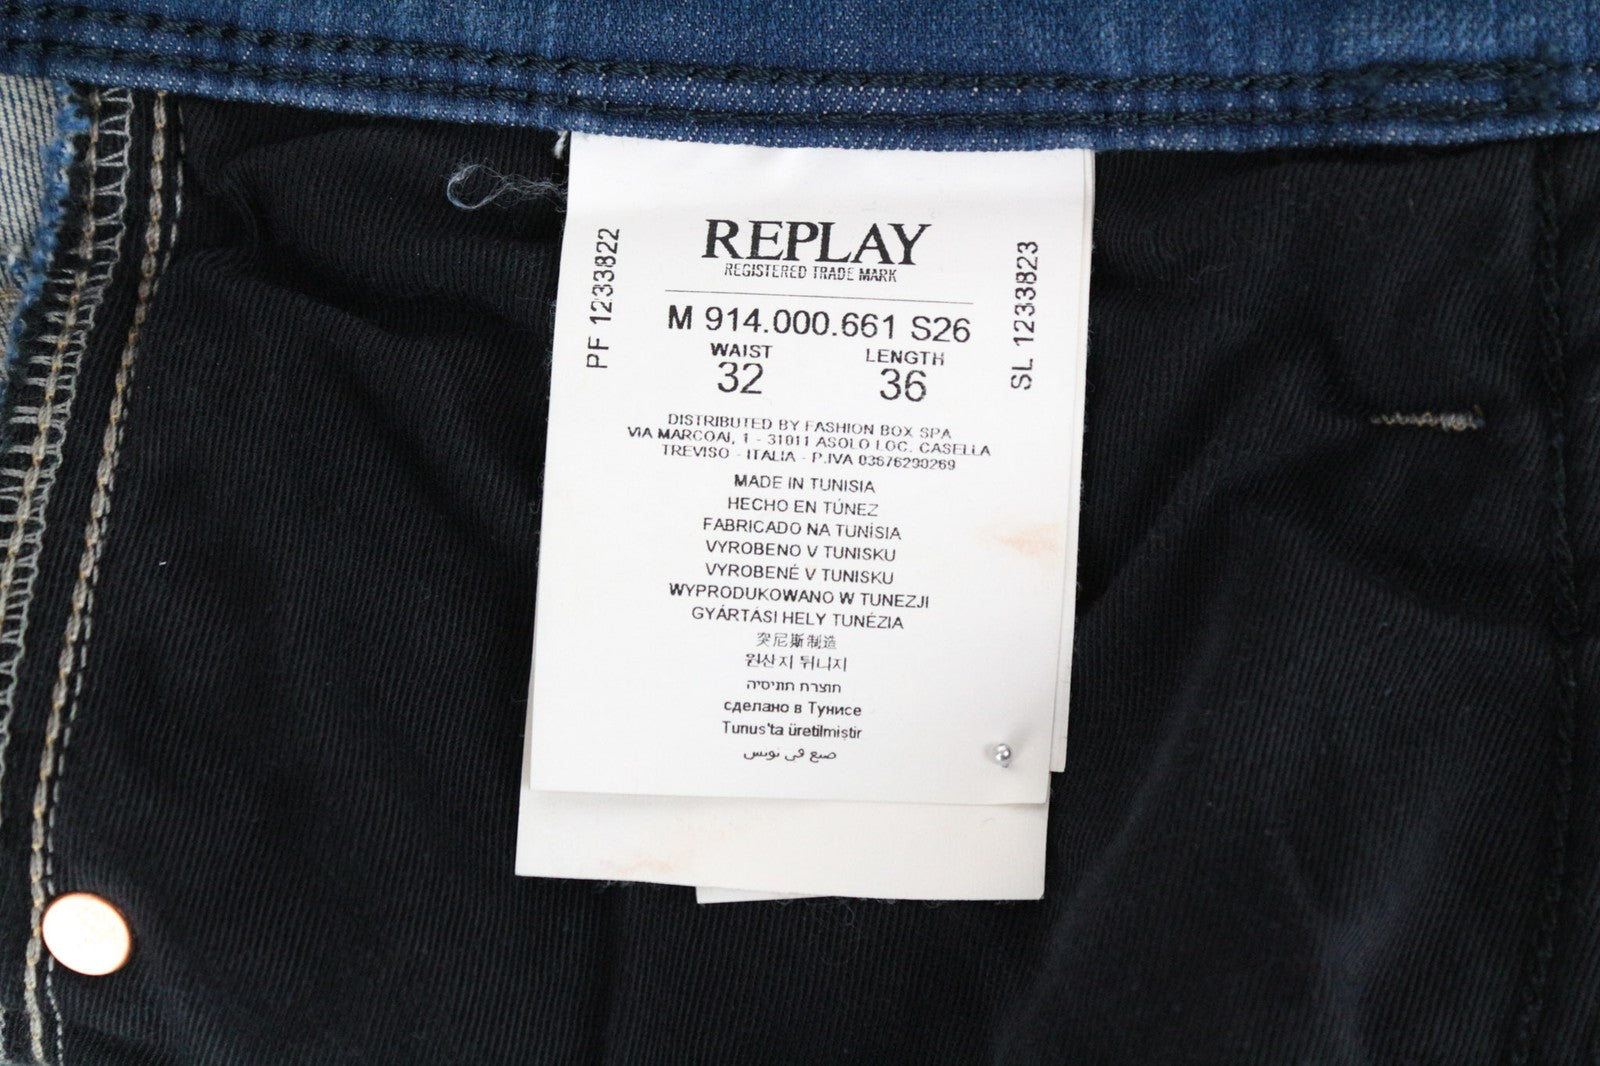 REPLAY
REGISTERED TRADE MARK
PF 1233822
SL 1233823
M 914.000.661 S26
WAIST LENGTH
32 36
DISTRIBUTED BY FASHION BOX SPA
VIA MARCOAI, 1 - 31011 ASOLO LOC. CASELLA
TREVISO - ITALIA - P.IVA 03676290269
MADE IN TUNISIA
HECHO EN TÚNEZ
FABRICADO NA TUNÍSIA
VYROBENO V TUNISKU
VYROBENÉ V TUNISKU
WYPRODUKOWANO W TUNEZJI
GYÁRTÁSI HELY TUNÉZIA
突尼斯制造
원산지 튀니지
תוצרת תוניסיה
сделано в Тунисе
Tunus'ta üretilmiştir
صنع في تونس